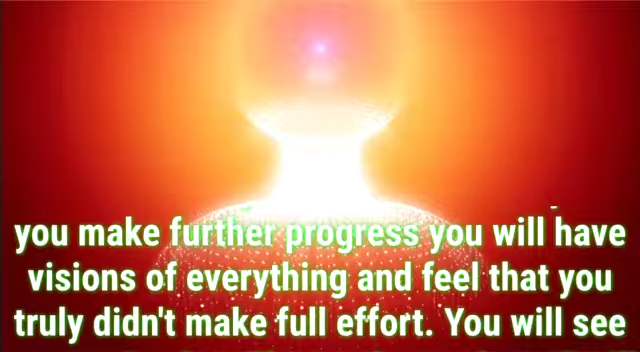 you make further progress you will have
visions of everything and feel that you
truly didn't make full effort. You will see